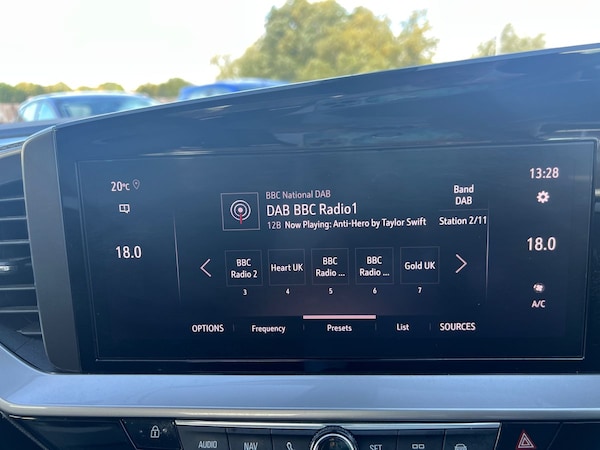 20°C
13:28
BBC National DAB
DAB BBC Radio1
12B Now Playing: Anti-Hero by Taylor Swift
Band
DAB
Station 2/11
18.0
18.0
BBC
Radio 2
Heart UK
BBC
Radio ...
BBC
Radio ...
Gold UK
3
4
5
6
7
A/C
OPTIONS
Frequency
Presets
List
SOURCES
AUDIO
NAV
SET